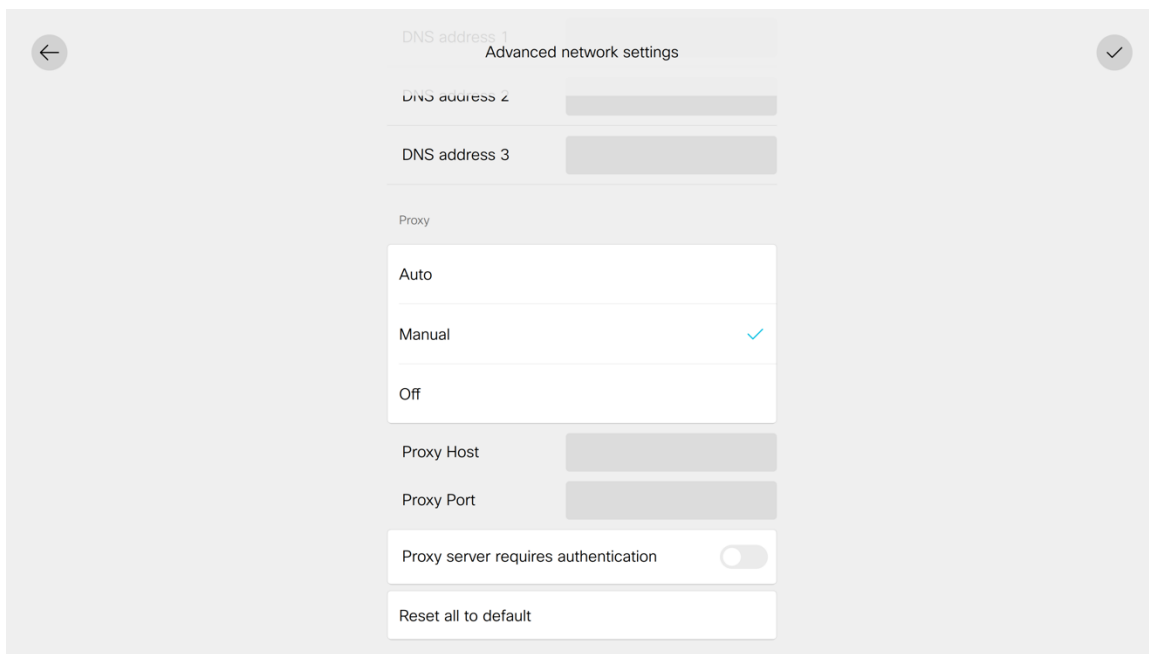 DNS address 1
Advanced network settings
DNS address 2
DNS address 3
Proxy
Auto
Manual
Off
Proxy Host
Proxy Port
Proxy server requires authentication
Reset all to default